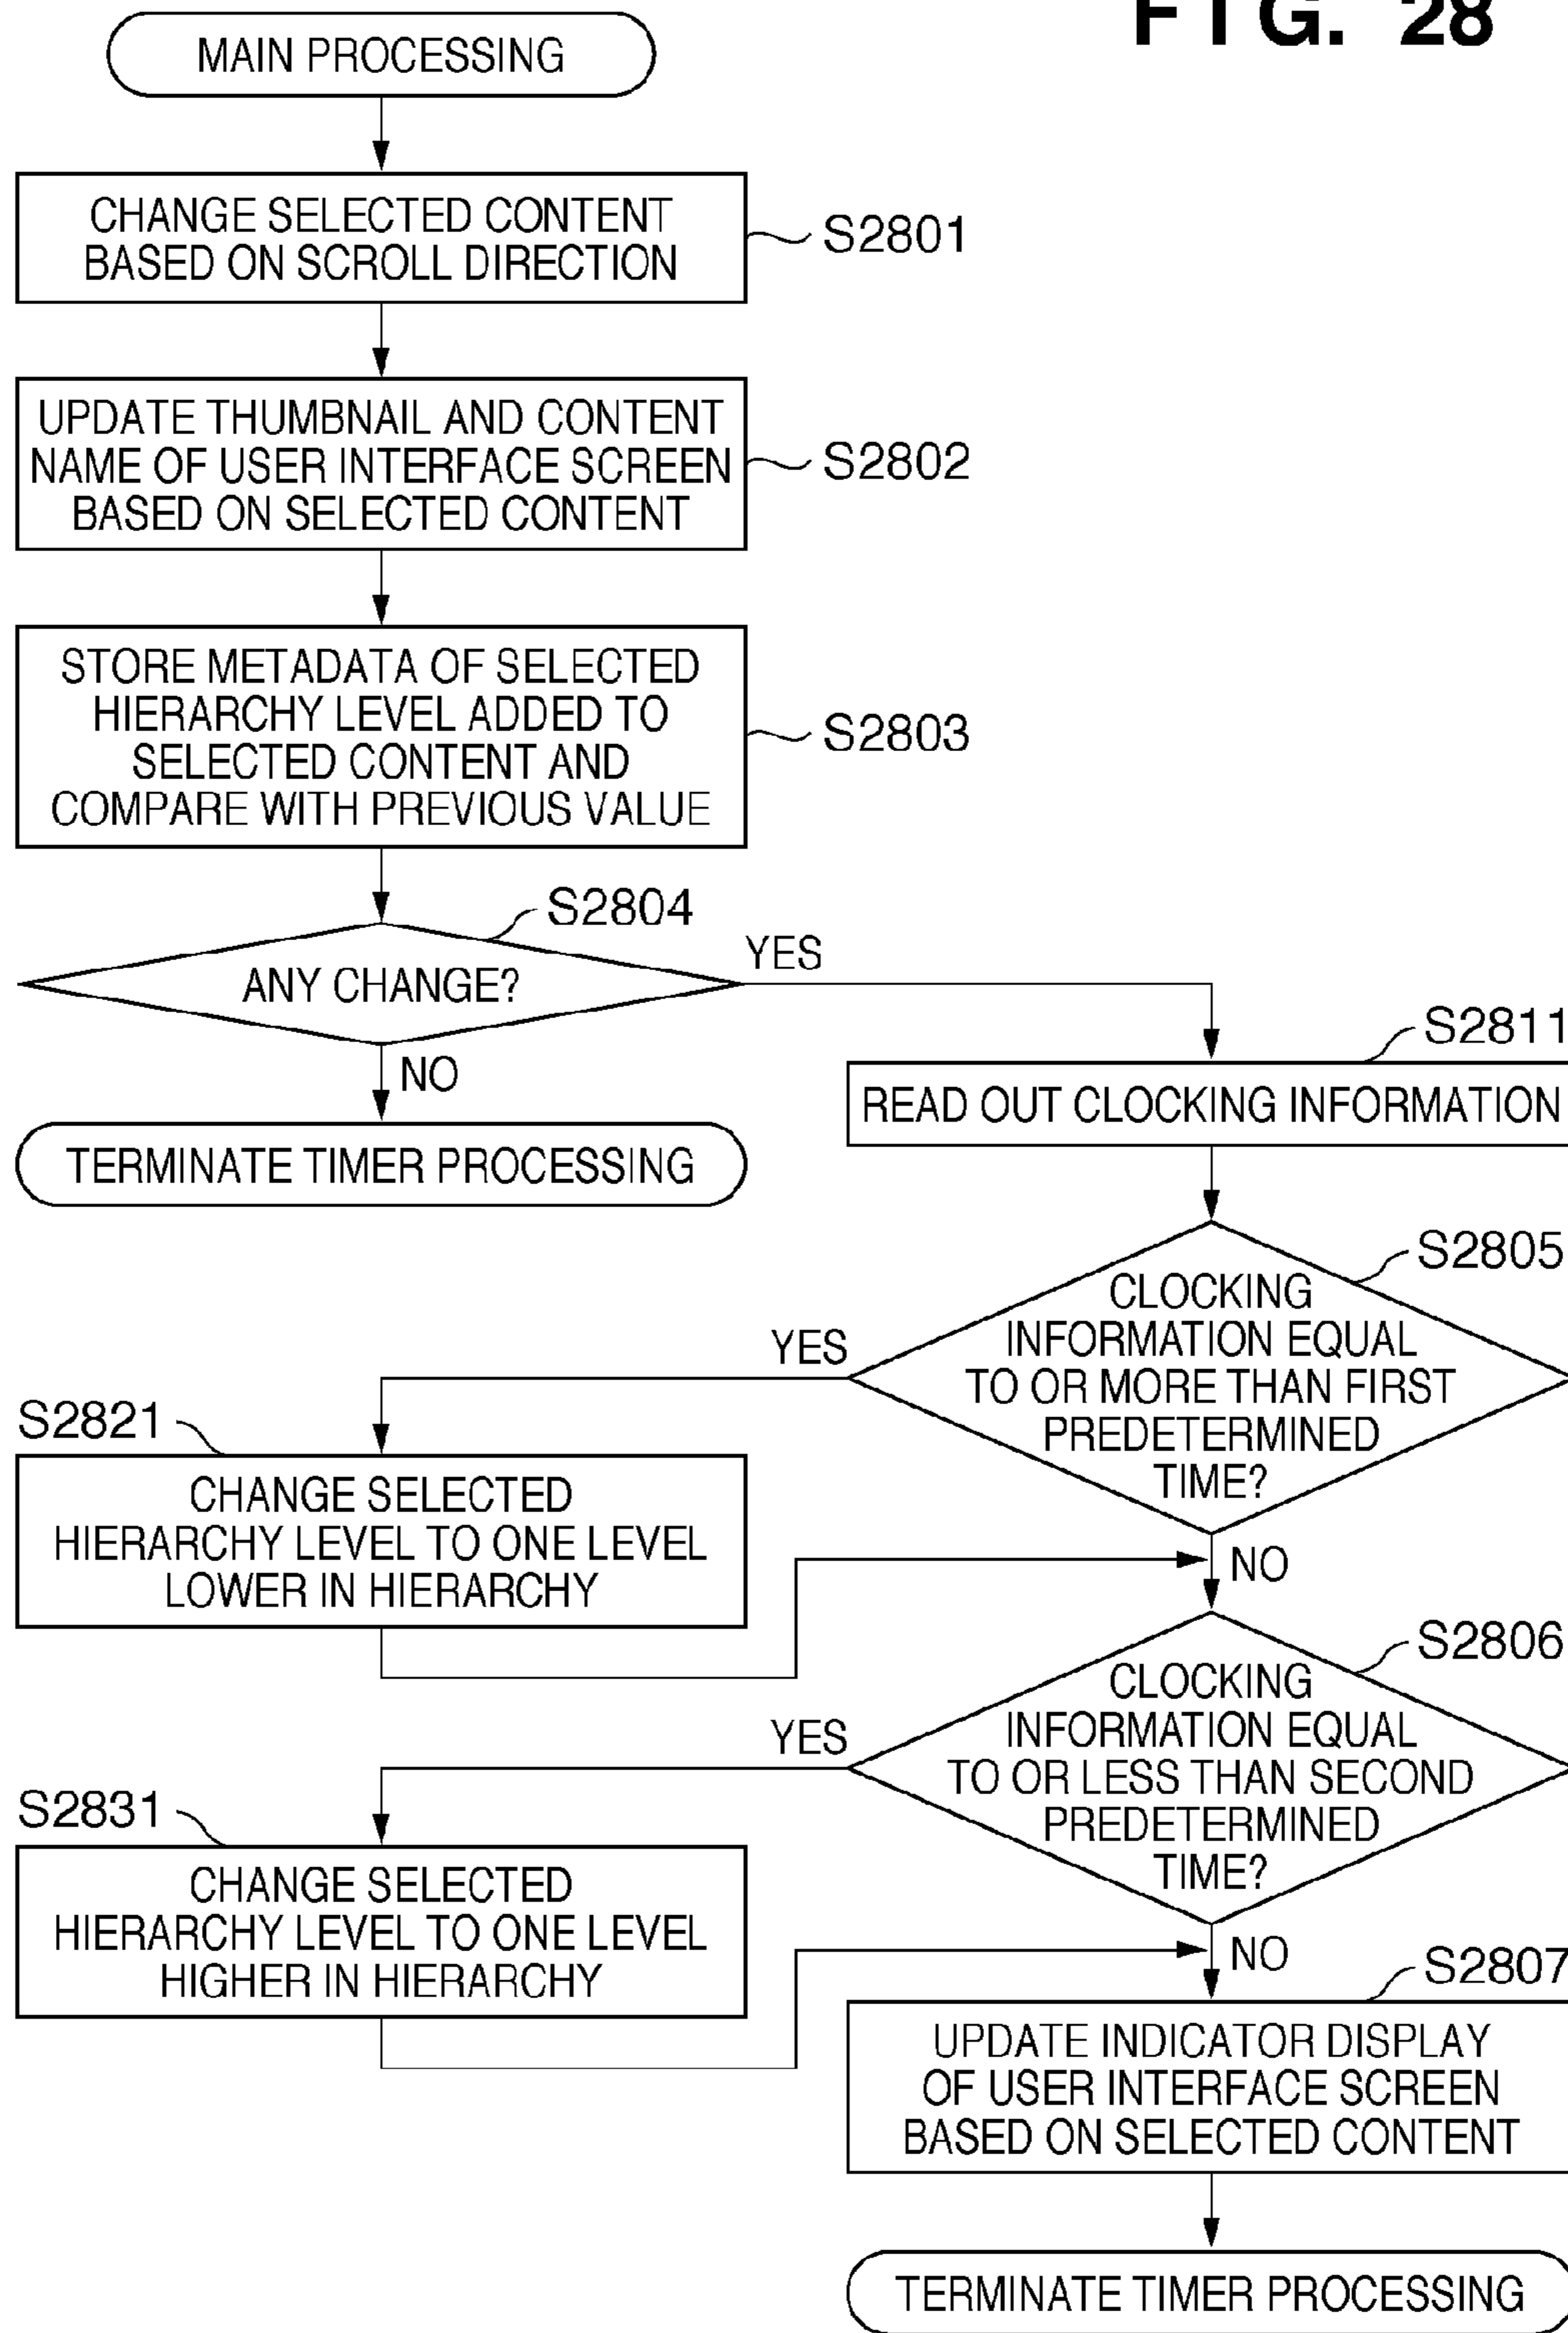 FIG. 28
MAIN PROCESSING
CHANGE SELECTED CONTENT
BASED ON SCROLL DIRECTION
S2801
UPDATE THUMBNAIL AND CONTENT
NAME OF USER INTERFACE SCREEN
BASED ON SELECTED CONTENT
S2802
STORE METADATA OF SELECTED
HIERARCHY LEVEL ADDED TO
SELECTED CONTENT AND
COMPARE WITH PREVIOUS VALUE
S2803
S2804
ANY CHANGE?
YES
NO
TERMINATE TIMER PROCESSING
S2811
READ OUT CLOCKING INFORMATION
S2805
CLOCKING
INFORMATION EQUAL
TO OR MORE THAN FIRST
PREDETERMINED
TIME?
YES
NO
S2821
CHANGE SELECTED
HIERARCHY LEVEL TO ONE LEVEL
LOWER IN HIERARCHY
S2806
CLOCKING
INFORMATION EQUAL
TO OR LESS THAN SECOND
PREDETERMINED
TIME?
YES
NO
S2831
CHANGE SELECTED
HIERARCHY LEVEL TO ONE LEVEL
HIGHER IN HIERARCHY
S2807
UPDATE INDICATOR DISPLAY
OF USER INTERFACE SCREEN
BASED ON SELECTED CONTENT
TERMINATE TIMER PROCESSING